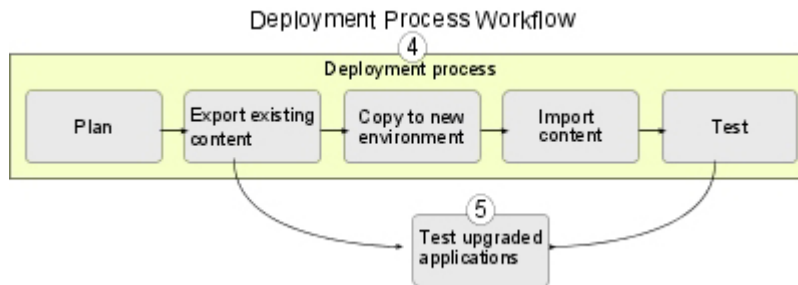 Deployment Process Workflow
4
Deployment process
Plan
Export existing
content
Copy to new
environment
Import
content
Test
5
Test upgraded
applications